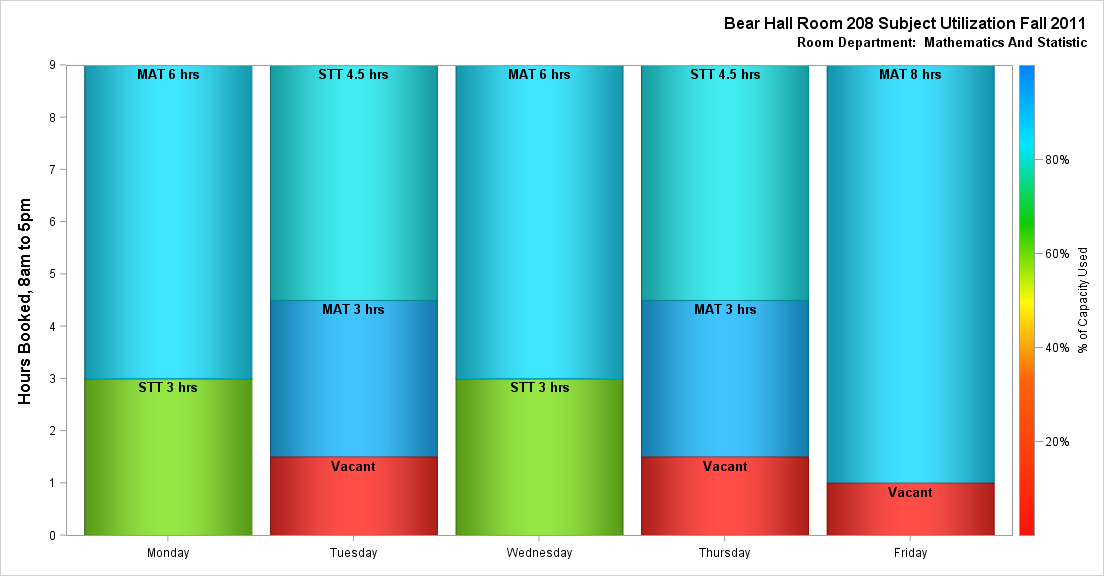 Bear Hall Room 208 Subject Utilization Fall 2011
Room Department:  Mathematics And Statistic
Hours Booked, 8am to 5pm
9
8
7
6
5
4
3
2
1
0
MAT 6 hrs
STT 3 hrs
STT 4.5 hrs
MAT 3 hrs
Vacant
MAT 6 hrs
STT 3 hrs
STT 4.5 hrs
MAT 3 hrs
Vacant
MAT 8 hrs
Vacant
Monday
Tuesday
Wednesday
Thursday
Friday
80%
60%
40%
20%
% of Capacity Used